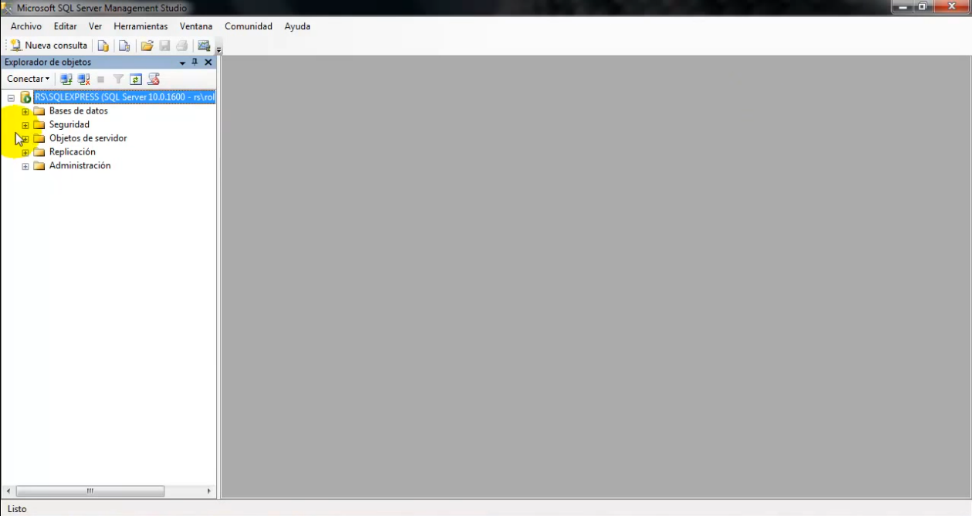 Microsoft SQL Server Management Studio
Archivo Editar Ver Herramientas Ventana Comunidad Ayuda
Nueva consulta
Explorador de objetos
Conectar
RS\SQLEXPRESS (SQL Server 10.0.1600 - rs\rol
Bases de datos
Seguridad
Objetos de servidor
Replicación
Administración
Listo